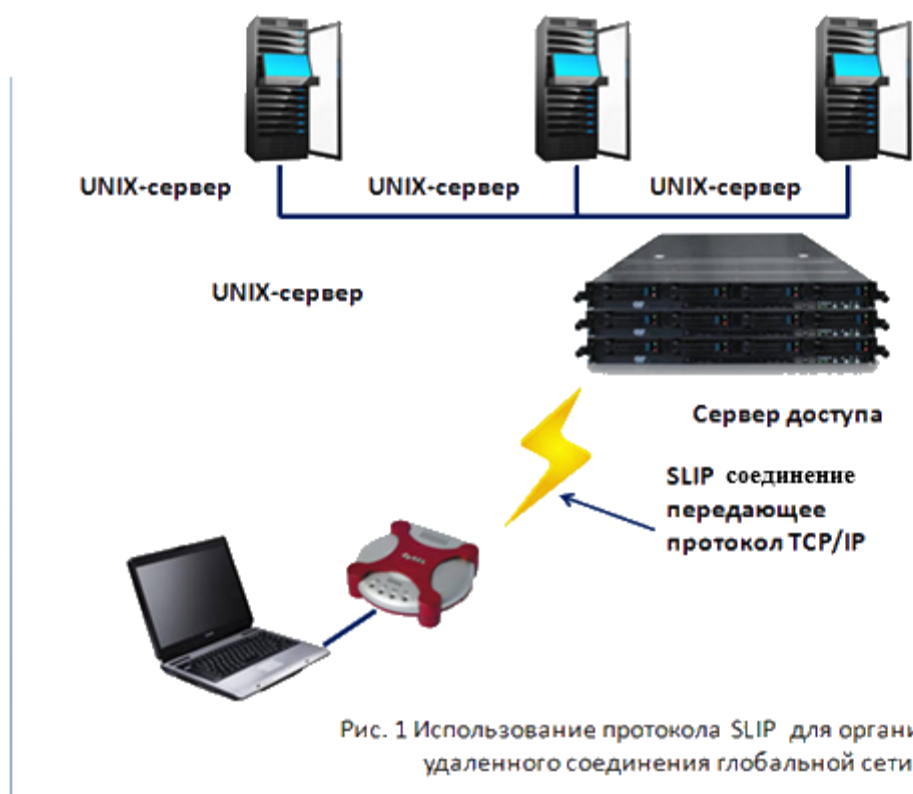 UNIX-сервер UNIX-сервер UNIX-сервер
UNIX-сервер
Сервер доступа
SLIP соединение
передающее
протокол TCP/IP
Рис. 1 Использование протокола SLIP для органи
удаленного соединения глобальной сети